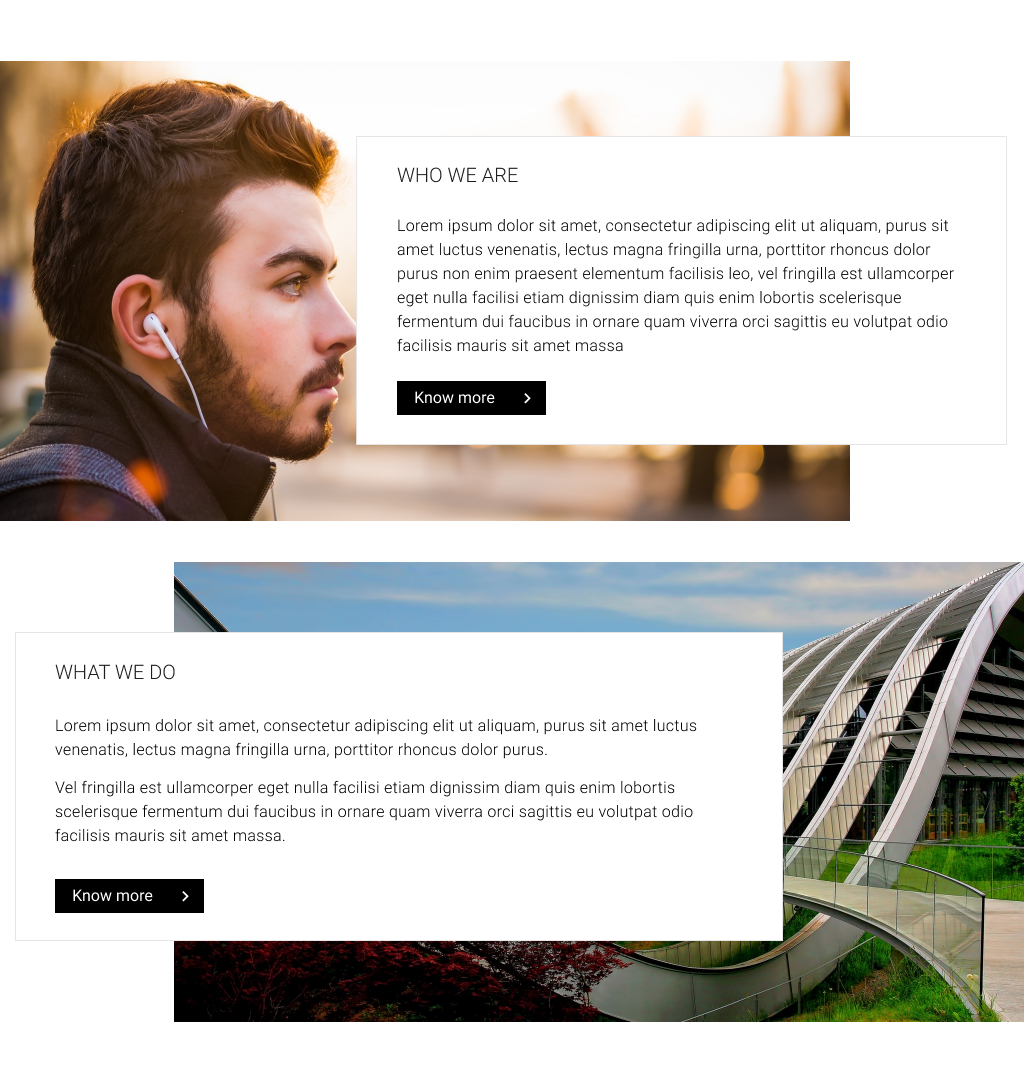 WHO WE ARE
Lorem ipsum dolor sit amet, consectetur adipiscing elit ut aliquam, purus sit
amet luctus venenatis, lectus magna fringilla urna, porttitor rhoncus dolor
purus non enim praesent elementum facilisis leo, vel fringilla est ullamcorper
eget nulla facilisi etiam dignissim diam quis enim lobortis scelerisque
fermentum dui faucibus in ornare quam viverra orci sagittis eu volutpat odio
facilisis mauris sit amet massa
Know more
WHAT WE DO
Lorem ipsum dolor sit amet, consectetur adipiscing elit ut aliquam, purus sit amet luctus
venenatis, lectus magna fringilla urna, porttitor rhoncus dolor purus.
Vel fringilla est ullamcorper eget nulla facilisi etiam dignissim diam quis enim lobortis
scelerisque fermentum dui faucibus in ornare quam viverra orci sagittis eu volutpat odio
facilisis mauris sit amet massa.
Know more